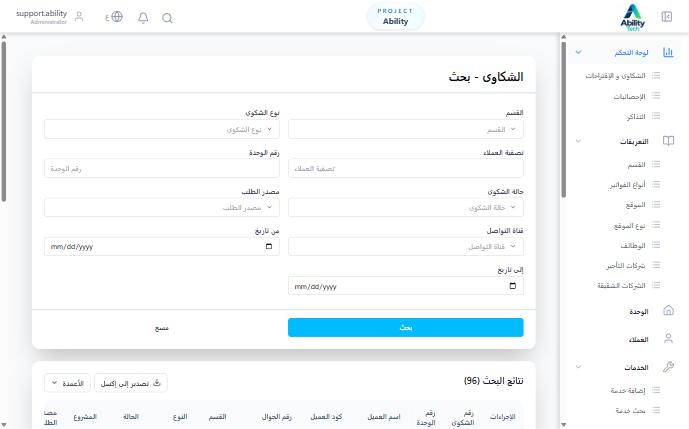 support.ability
Administrator
ع
PROJECT
Ability
Ability
tech
لوحة التحكم
الشكاوى و الإقتراحات
الإحصائيات
التذاكر
التعريفات
القسم
أنواع الفواتير
الموقع
نوع الموقع
الوظائف
شركات التأجير
الشركات الشقيقة
الوحدة
العملاء
الخدمات
إضافة خدمة
بحث خدمة
الشكاوى - بحث
القسم
القسم
نوع الشكوى
نوع الشكوى
تصفية العملاء
تصفية العملاء
رقم الوحدة
رقم الوحدة
حالة الشكوى
حالة الشكوى
مصدر الطلب
مصدر الطلب
قناة التواصل
قناة التواصل
من تاريخ
mm/dd/yyyy
إلى تاريخ
mm/dd/yyyy
بحث
مسح
نتائج البحث (96)
تصدير إلى إكسل
الأعمدة
الإجراءات
رقم الشكوى
رقم الوحدة
اسم العميل
كود العميل
رقم الجوال
القسم
النوع
الحالة
المشروع
مصد
الطلـ